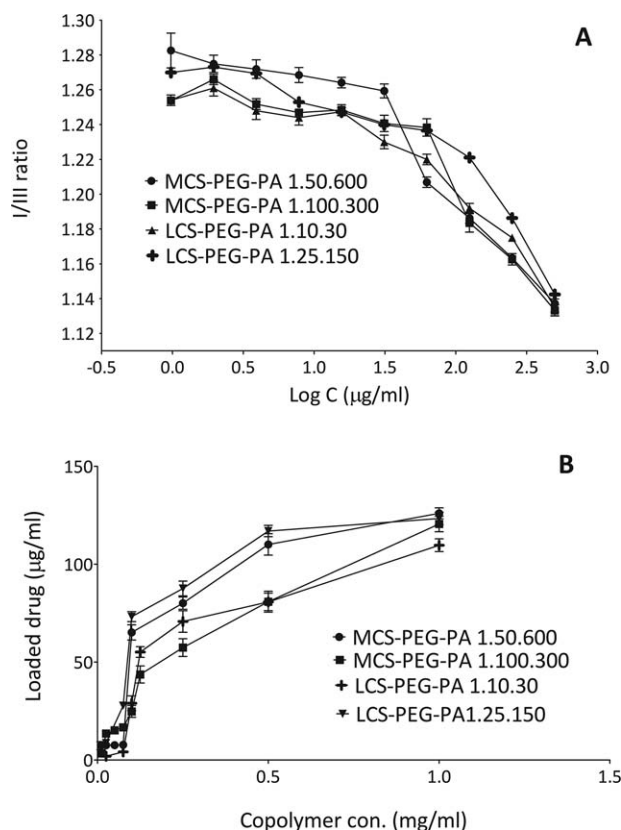 A
I/III ratio
1.30
1.28
1.26
1.24
1.22
1.20
1.18
1.16
1.14
1.12
MCS-PEG-PA 1.50.600
MCS-PEG-PA 1.100.300
LCS-PEG-PA 1.10.30
LCS-PEG-PA 1.25.150
-0.5 0.0 0.5 1.0 1.5 2.0 2.5 3.0
Log C (μg/ml)
B
Loaded drug (μg/ml)
150
100
50
0
MCS-PEG-PA 1.50.600
MCS-PEG-PA 1.100.300
LCS-PEG-PA 1.10.30
LCS-PEG-PA1.25.150
0.0 0.5 1.0 1.5
Copolymer con. (mg/ml)